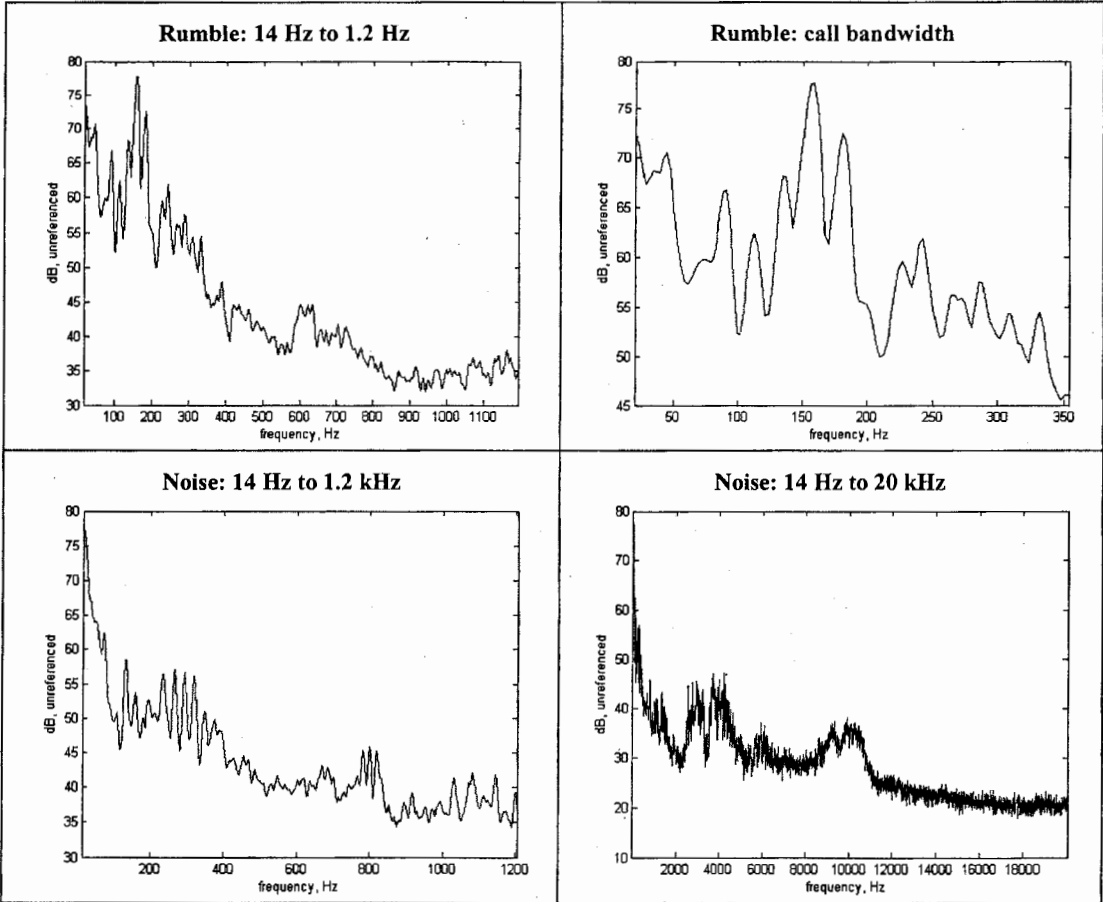 Rumble: 14 Hz to 1.2 Hz
80
75
70
65
60
55
50
45
40
35
30
dB, unreferenced
100 200 300 400 500 600 700 800 900 1000 1100
frequency, Hz
Rumble: call bandwidth
80
75
70
65
60
55
50
45
dB, unreferenced
50 100 150 200 250 300 350
frequency, Hz
Noise: 14 Hz to 1.2 kHz
80
75
70
65
60
55
50
45
40
35
30
dB, unreferenced
200 400 600 800 1000 1200
frequency, Hz
Noise: 14 Hz to 20 kHz
80
70
60
50
40
30
20
10
dB, unreferenced
2000 4000 6000 8000 10000 12000 14000 16000 18000
frequency, Hz